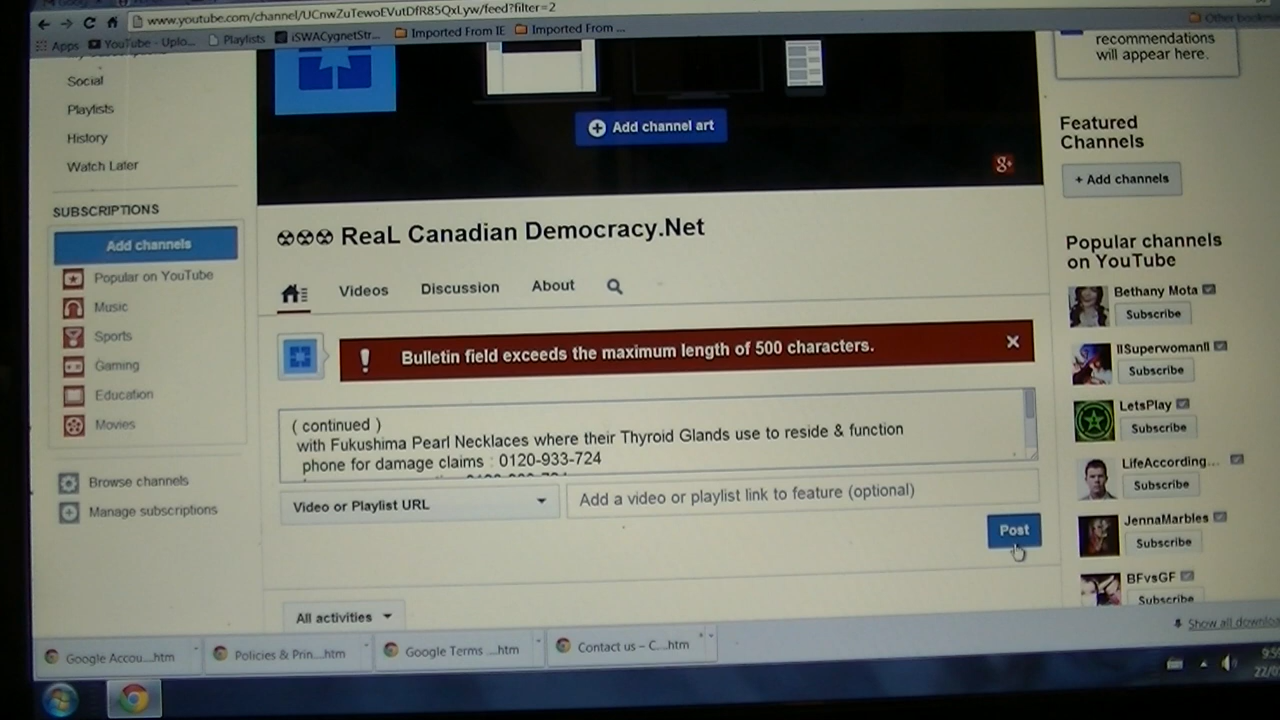 www.youtube.com/channel/UCnwZuTewoEVutDfR85QxLyw/feed?filter=2
Apps
YouTube - Uplo...
Playlists
iSWACygnetStr...
Imported From IE
Imported From ...
Other bookma
Social
Playlists
History
Watch Later
SUBSCRIPTIONS
Add channels
Popular on YouTube
Music
Sports
Gaming
Education
Movies
Browse channels
Manage subscriptions
Add channel art
g+
☢☢☢ ReaL Canadian Democracy.Net
Videos
Discussion
About
! Bulletin field exceeds the maximum length of 500 characters. ×
( continued )
with Fukushima Pearl Necklaces where their Thyroid Glands use to reside & function
phone for damage claims : 0120-933-724
Video or Playlist URL
Add a video or playlist link to feature (optional)
Post
All activities
recommendations
will appear here.
Featured
Channels
+ Add channels
Popular channels
on YouTube
Bethany Mota
Subscribe
IISuperwomanII
Subscribe
LetsPlay
Subscribe
LifeAccording...
Subscribe
JennaMarbles
Subscribe
BFvsGF
Subscribe
Show all downloa
Google Accou....htm
Policies & Prin....htm
Google Terms ....htm
Contact us – C....htm